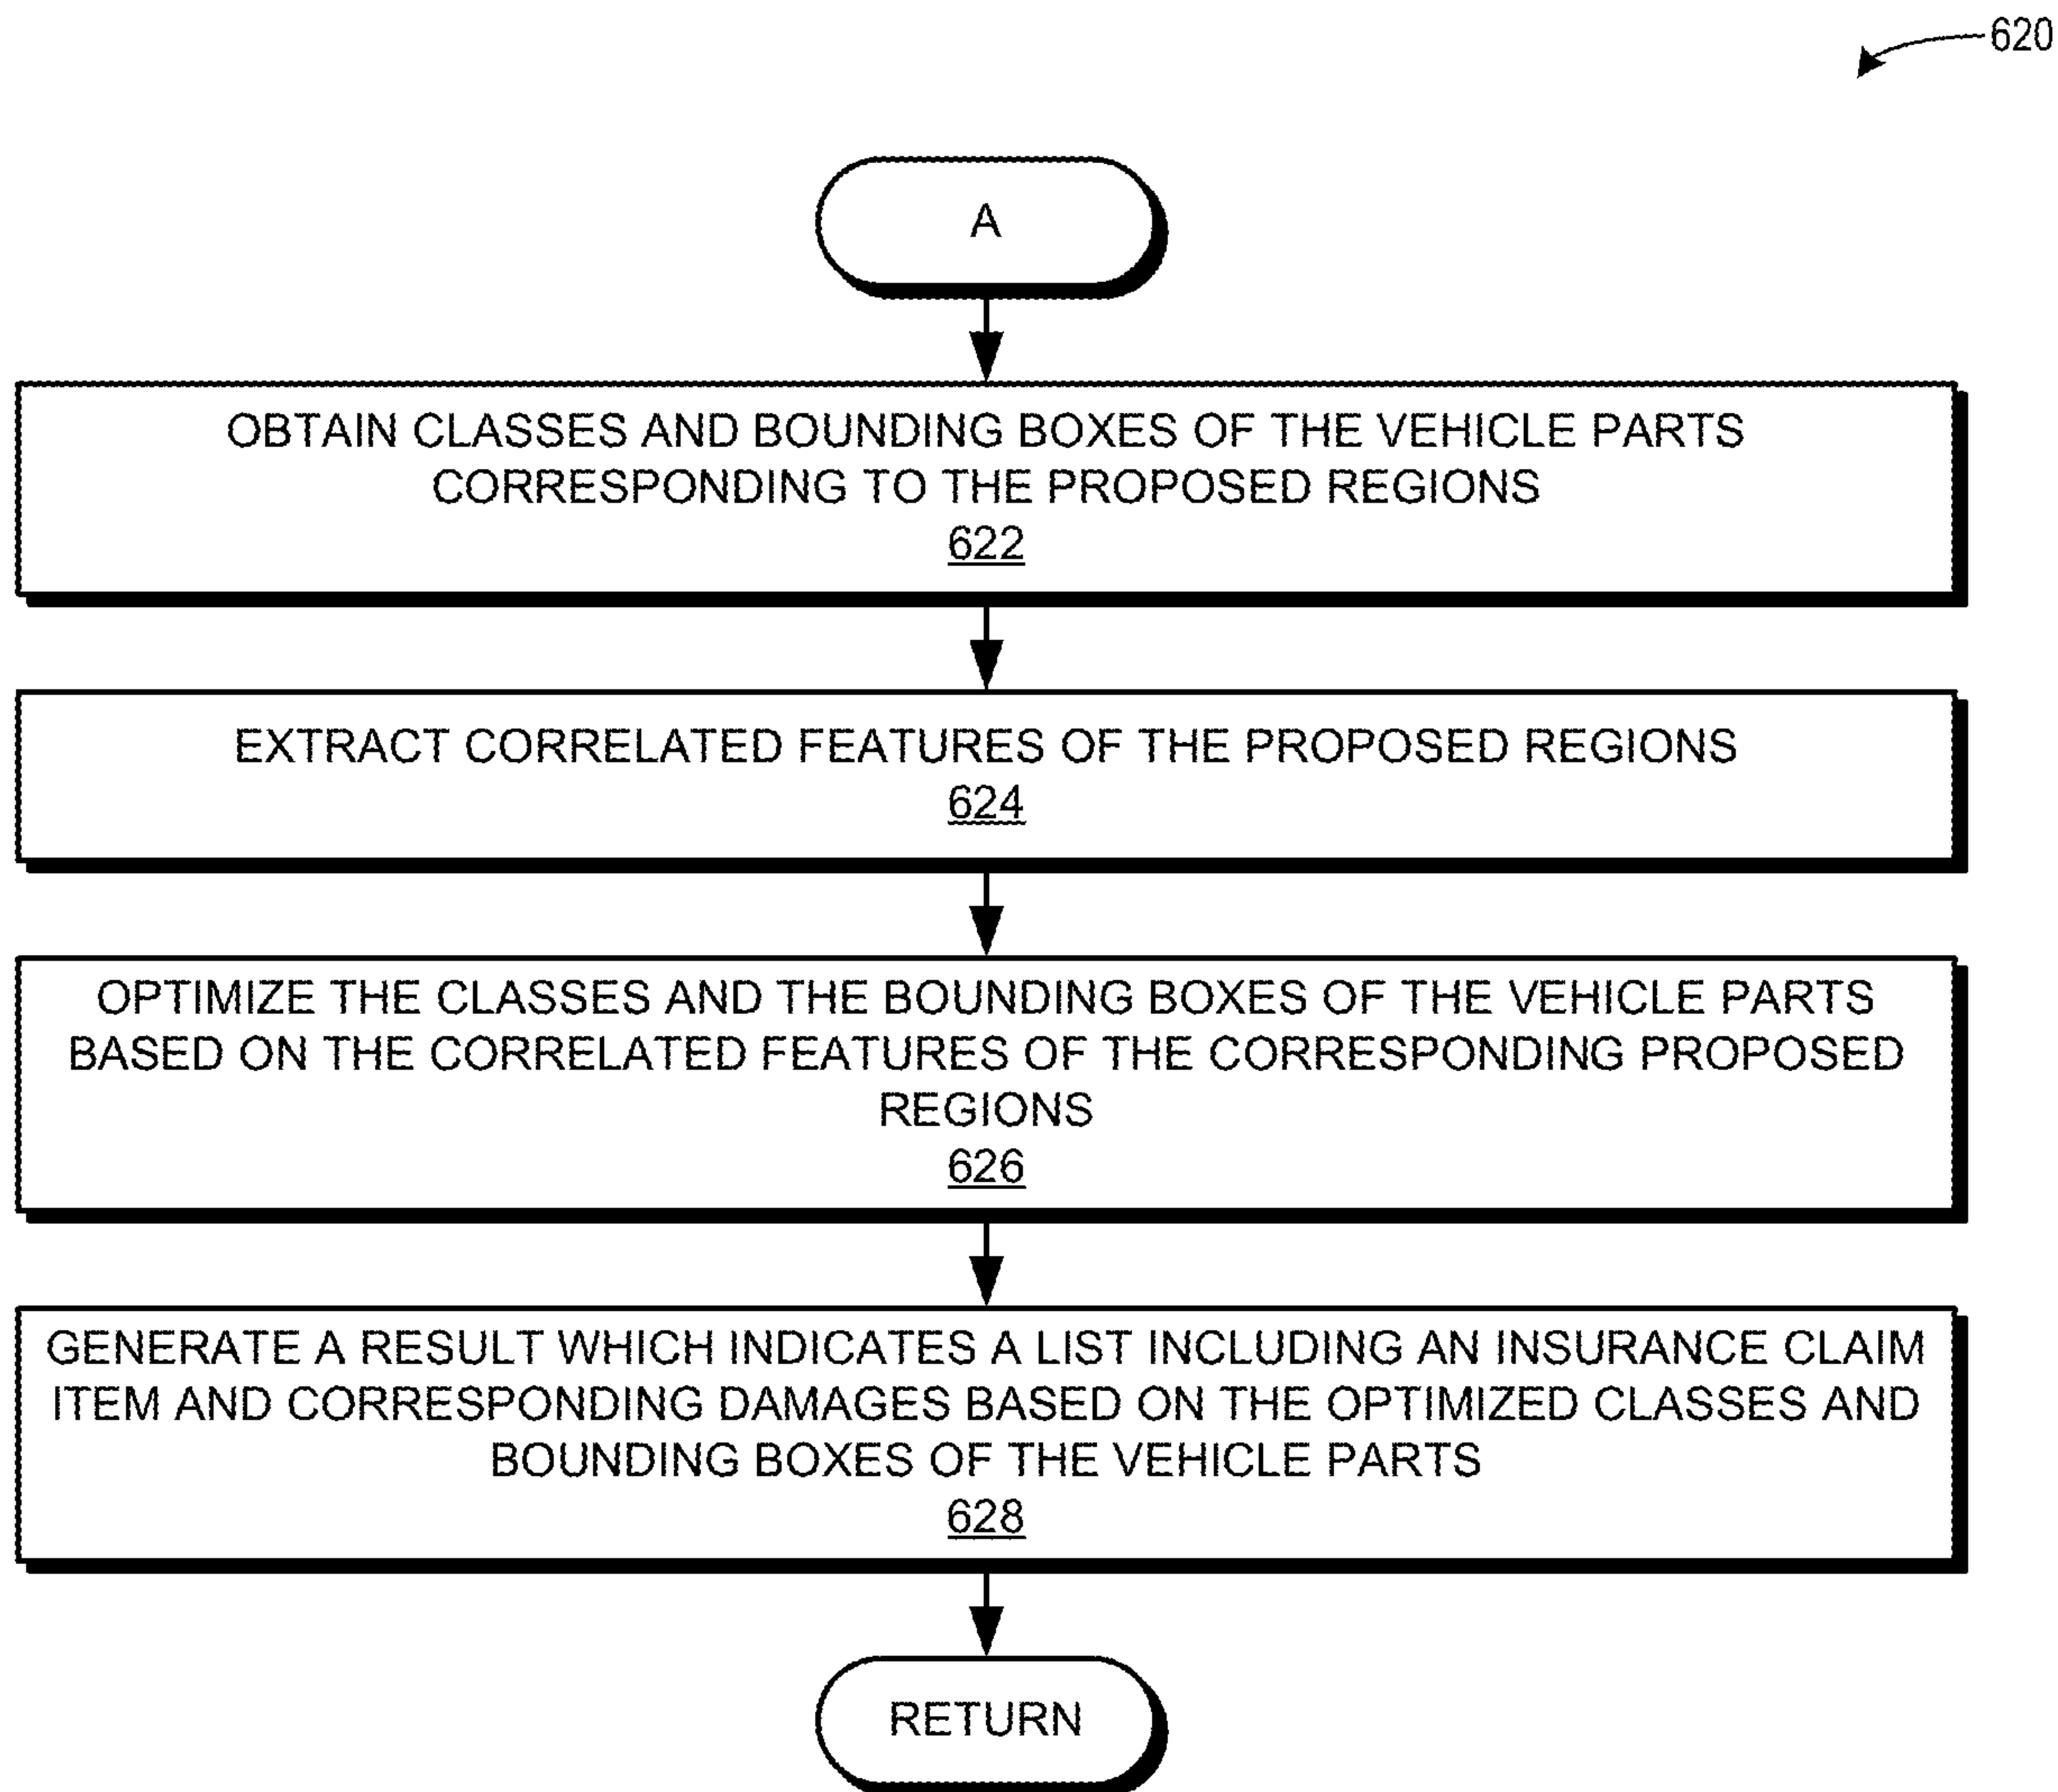 620
A
OBTAIN CLASSES AND BOUNDING BOXES OF THE VEHICLE PARTS
CORRESPONDING TO THE PROPOSED REGIONS
622
EXTRACT CORRELATED FEATURES OF THE PROPOSED REGIONS
624
OPTIMIZE THE CLASSES AND THE BOUNDING BOXES OF THE VEHICLE PARTS
BASED ON THE CORRELATED FEATURES OF THE CORRESPONDING PROPOSED
REGIONS
626
GENERATE A RESULT WHICH INDICATES A LIST INCLUDING AN INSURANCE CLAIM
ITEM AND CORRESPONDING DAMAGES BASED ON THE OPTIMIZED CLASSES AND
BOUNDING BOXES OF THE VEHICLE PARTS
628
RETURN